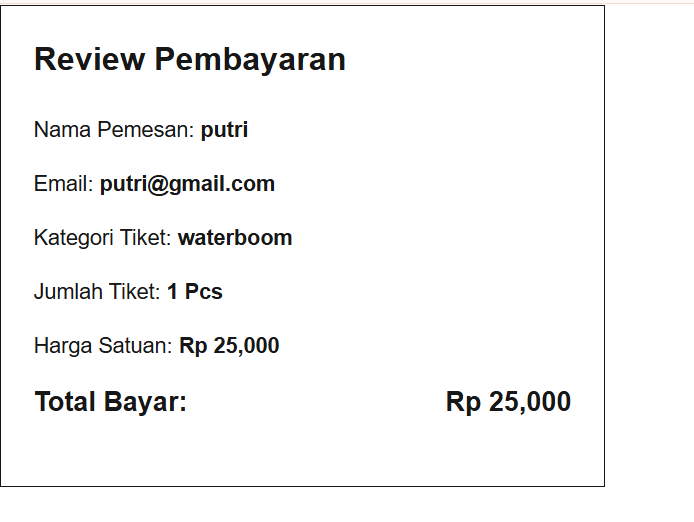 Review Pembayaran
Nama Pemesan: putri
Email: putri@gmail.com
Kategori Tiket: waterboom
Jumlah Tiket: 1 Pcs
Harga Satuan: Rp 25,000
Total Bayar: Rp 25,000